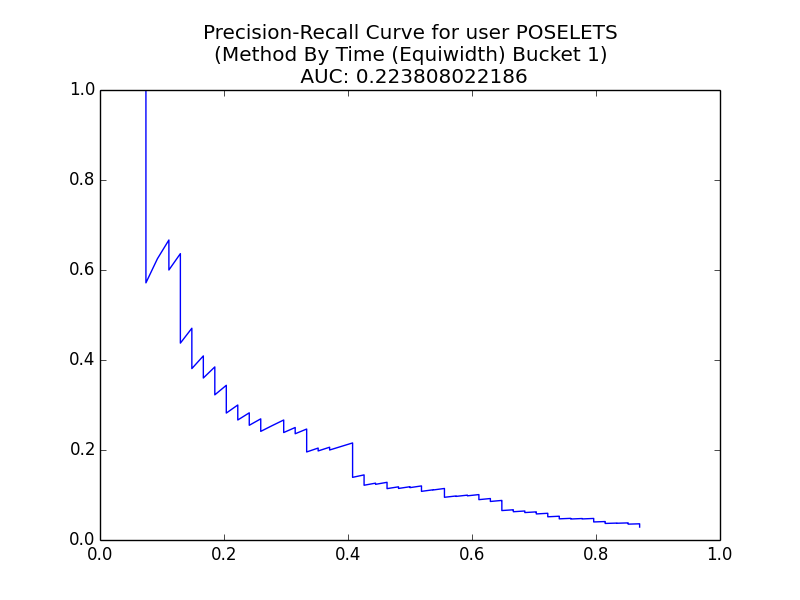 Precision-Recall Curve for user POSELETS
(Method By Time (Equiwidth) Bucket 1)
AUC: 0.223808022186
1.0
0.8
0.6
0.4
0.2
0.0
0.0 0.2 0.4 0.6 0.8 1.0